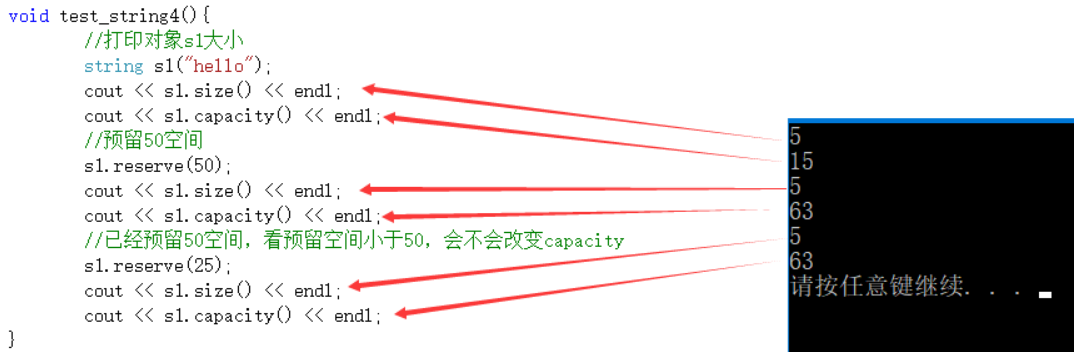 void test_string4(){
//打印对象s1大小
string s1("hello");
cout << s1.size() << endl;
cout << s1.capacity() << endl;
//预留50空间
s1.reserve(50);
cout << s1.size() << endl;
cout << s1.capacity() << endl;
//已经预留50空间，看预留空间小于50，会不会改变capacity
s1.reserve(25);
cout << s1.size() << endl;
cout << s1.capacity() << endl;
}
5
15
5
63
5
63
请按任意键继续. . .